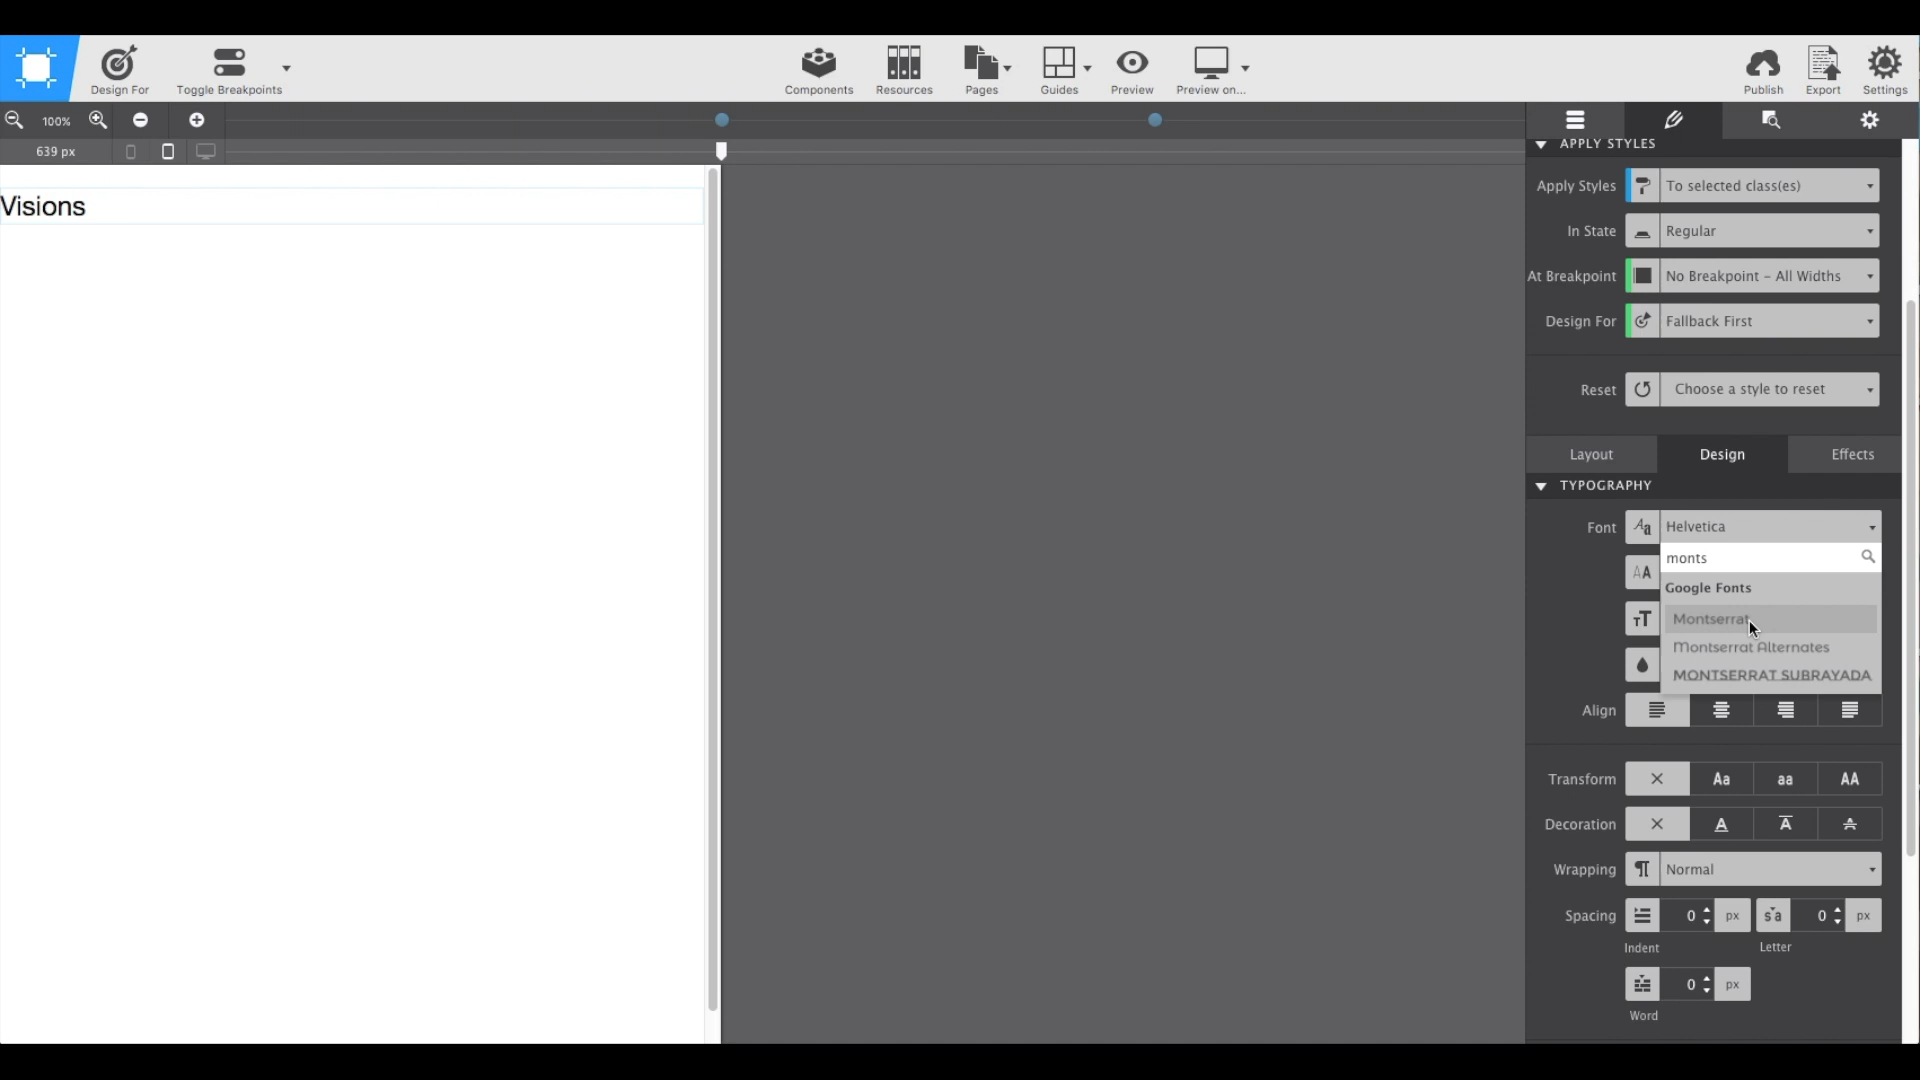 Design For
Toggle Breakpoints
Components
Resources
Pages
Guides
Preview
Preview on...
Publish
Export
Settings
100%
639 px
Visions
APPLY STYLES
Apply Styles
To selected class(es)
In State
Regular
At Breakpoint
No Breakpoint – All Widths
Design For
Fallback First
Reset
Choose a style to reset
Layout
Design
Effects
TYPOGRAPHY
Font
Aa
Helvetica
monts
AA
Google Fonts
TT
Montserrat
Montserrat Alternates
MONTSERRAT SUBRAYADA
Align
Transform
Aa
aa
AA
Decoration
A
A
A
Wrapping
Normal
Spacing
0
px
sa
0
px
Indent
Letter
0
px
Word